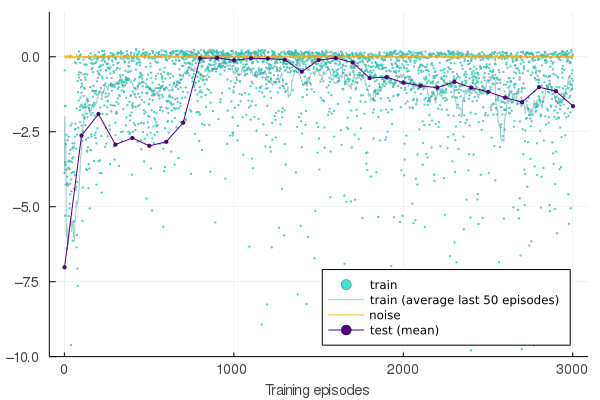 0.0
−2.5
−5.0
−7.5
−10.0
0
1000
2000
3000
Training episodes
train
train (average last 50 episodes)
noise
test (mean)